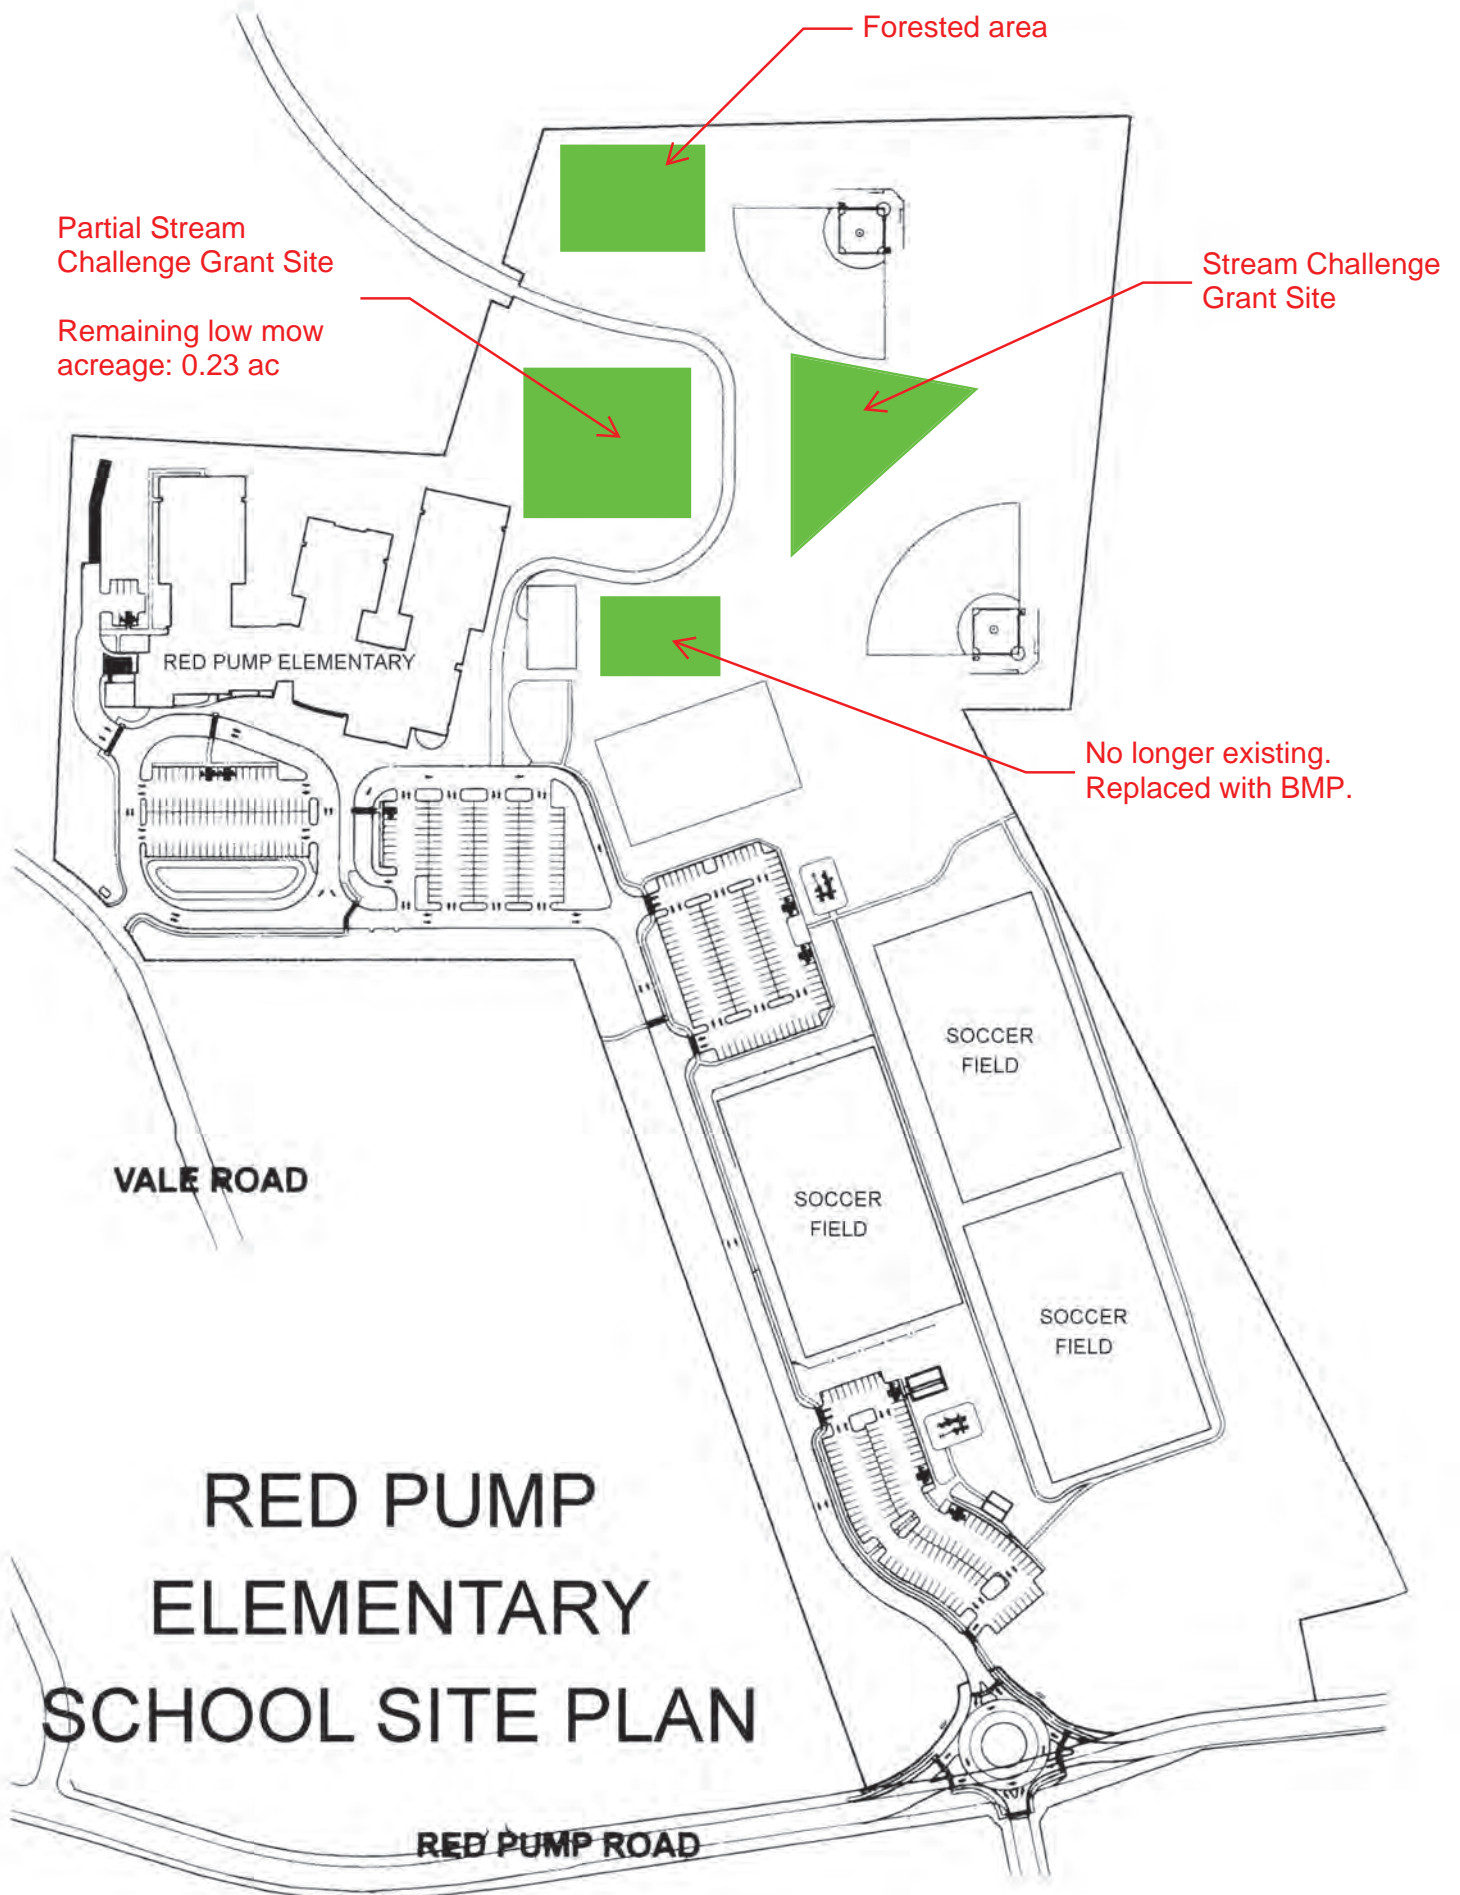 Forested area
Partial Stream
Challenge Grant Site
Remaining low mow
acreage: 0.23 ac
Stream Challenge
Grant Site
RED PUMP ELEMENTARY
No longer existing.
Replaced with BMP.
SOCCER
FIELD
VALE ROAD
SOCCER
FIELD
SOCCER
FIELD
RED PUMP
ELEMENTARY
SCHOOL SITE PLAN
RED PUMP ROAD